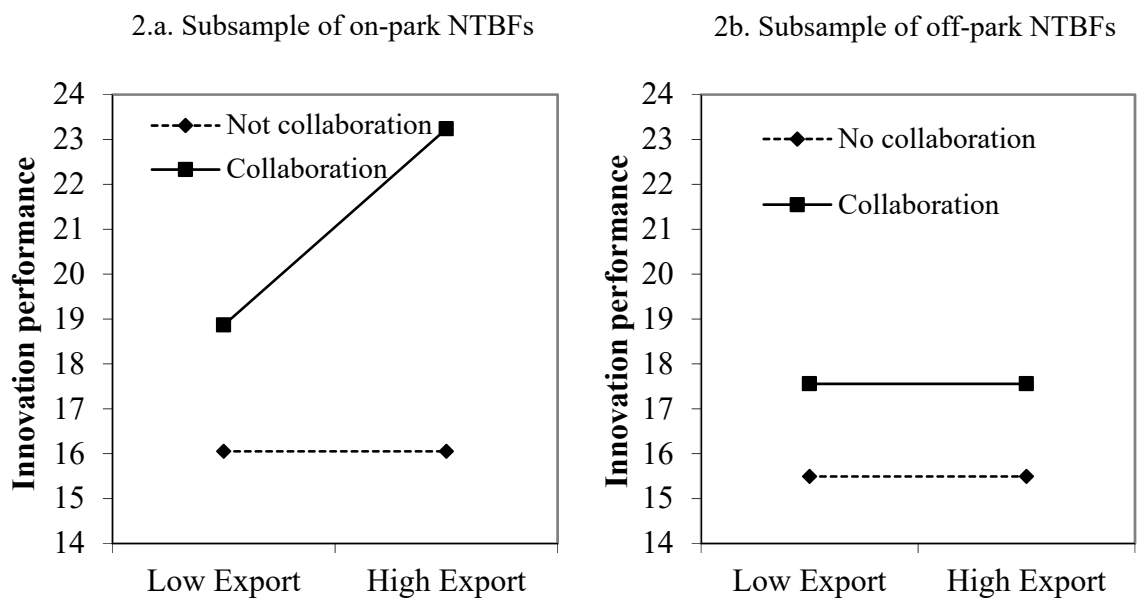 2.a. Subsample of on-park NTBFs
Innovation performance
24
23
22
21
20
19
18
17
16
15
14
Not collaboration
Collaboration
Low Export
High Export
2b. Subsample of off-park NTBFs
Innovation performance
24
23
22
21
20
19
18
17
16
15
14
No collaboration
Collaboration
Low Export
High Export